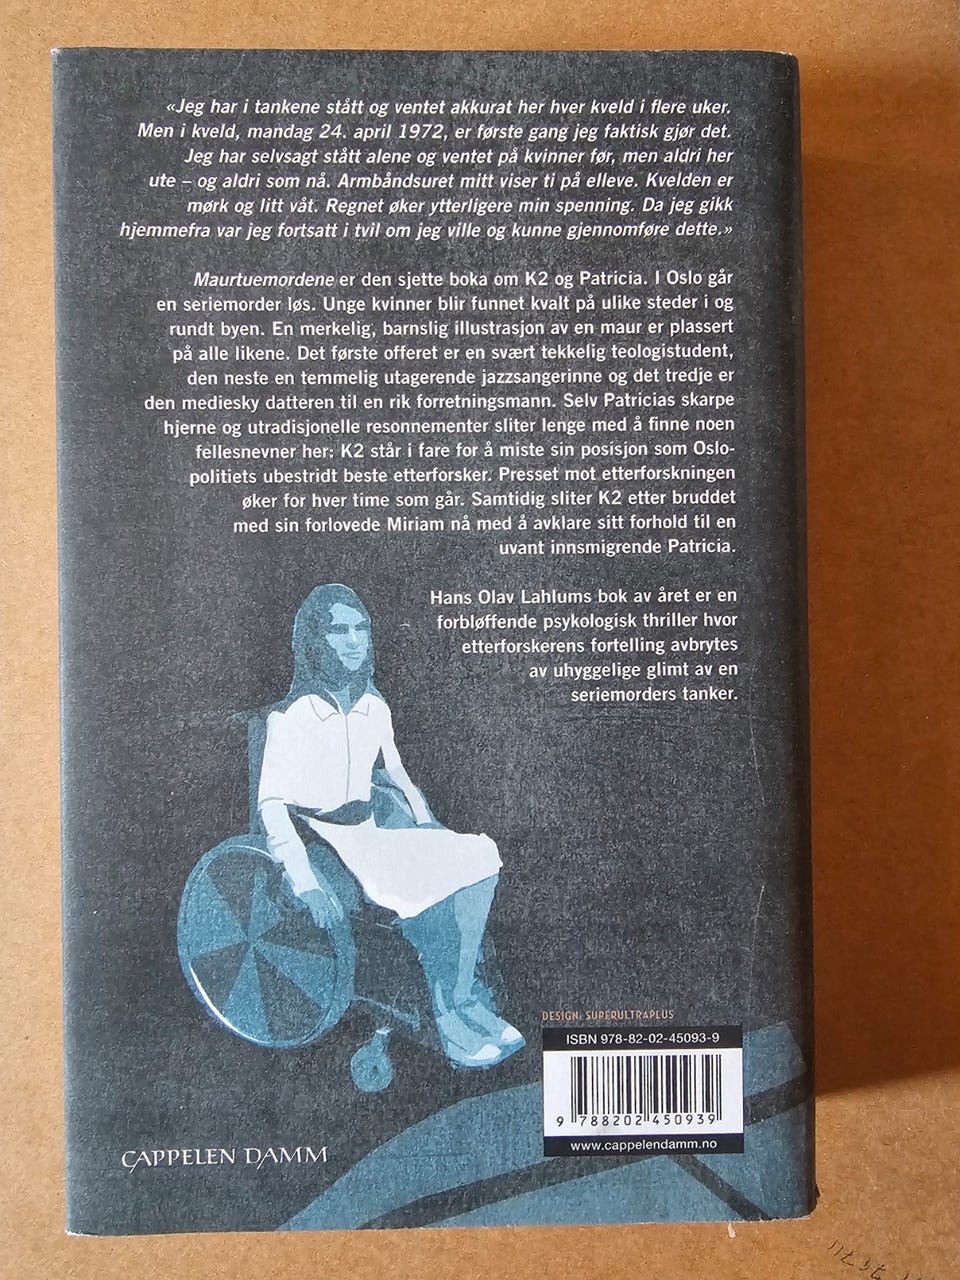 «Jeg har i tankene stått og ventet akkurat her hver kveld i flere uker.
Men i kveld, mandag 24. april 1972, er første gang jeg faktisk gjør det.
Jeg har selvsagt stått alene og ventet på kvinner før, men aldri her
ute – og aldri som nå. Armbåndsuret mitt viser ti på elleve. Kvelden er
mørk og litt våt. Regnet øker ytterligere min spenning. Da jeg gikk
hjemmefra var jeg fortsatt i tvil om jeg ville og kunne gjennomføre dette.»
Maurtuemordene er den sjette boka om K2 og Patricia. I Oslo går
en seriemorder løs. Unge kvinner blir funnet kvalt på ulike steder i og
rundt byen. En merkelig, barnslig illustrasjon av en maur er plassert
på alle likene. Det første offeret er en svært tekkelig teologistudent,
den neste en temmelig utagerende jazzsangerinne og det tredje er
den mediesky datteren til en rik forretningsmann. Selv Patricias skarpe
hjerne og utradisjonelle resonnementer sliter lenge med å finne noen
fellesnevner her: K2 står i fare for å miste sin posisjon som Oslo-
politiets ubestridt beste etterforsker. Presset mot etterforskningen
øker for hver time som går. Samtidig sliter K2 etter bruddet
med sin forlovede Miriam nå med å avklare sitt forhold til en
uvant innsmigrende Patricia.
Hans Olav Lahlums bok av året er en
forbløffende psykologisk thriller hvor
etterforskerens fortelling avbrytes
av uhyggelige glimt av en
seriemorders tanker.
DESIGN: SUPERULTRAPLUS
ISBN 978-82-02-45093-9
9 788202 450939
www.cappelendamm.no
CAPPELEN DAMM